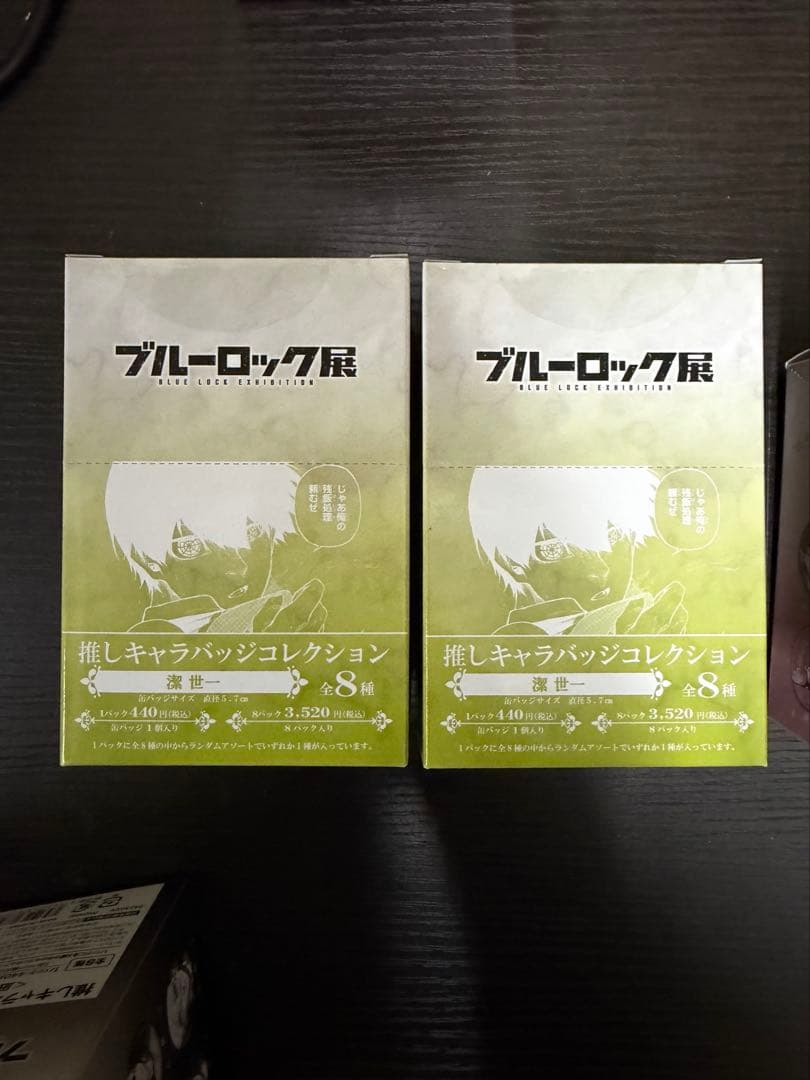 ブルーロック展
BLUE LOCK EXHIBITION
じゃあ俺の
残飯処理
頼むぜ
推しキャラバッジコレクション
潔 世一
全8種
缶バッジサイズ 直径5.7cm
1パック 440円(税込)
缶バッジ1個入り
8パック 3,520円(税込)
8パック入り
1パックに全8種の中からランダムアソートでいずれか1種が入っています。
ブルーロック展
BLUE LOCK EXHIBITION
じゃあ俺の
残飯処理
頼むぜ
推しキャラバッジコレクション
潔 世一
全8種
缶バッジサイズ 直径5.7cm
1パック 440円(税込)
缶バッジ1個入り
8パック 3,520円(税込)
8パック入り
1パックに全8種の中からランダムアソートでいずれか1種が入っています。
推しキャラ